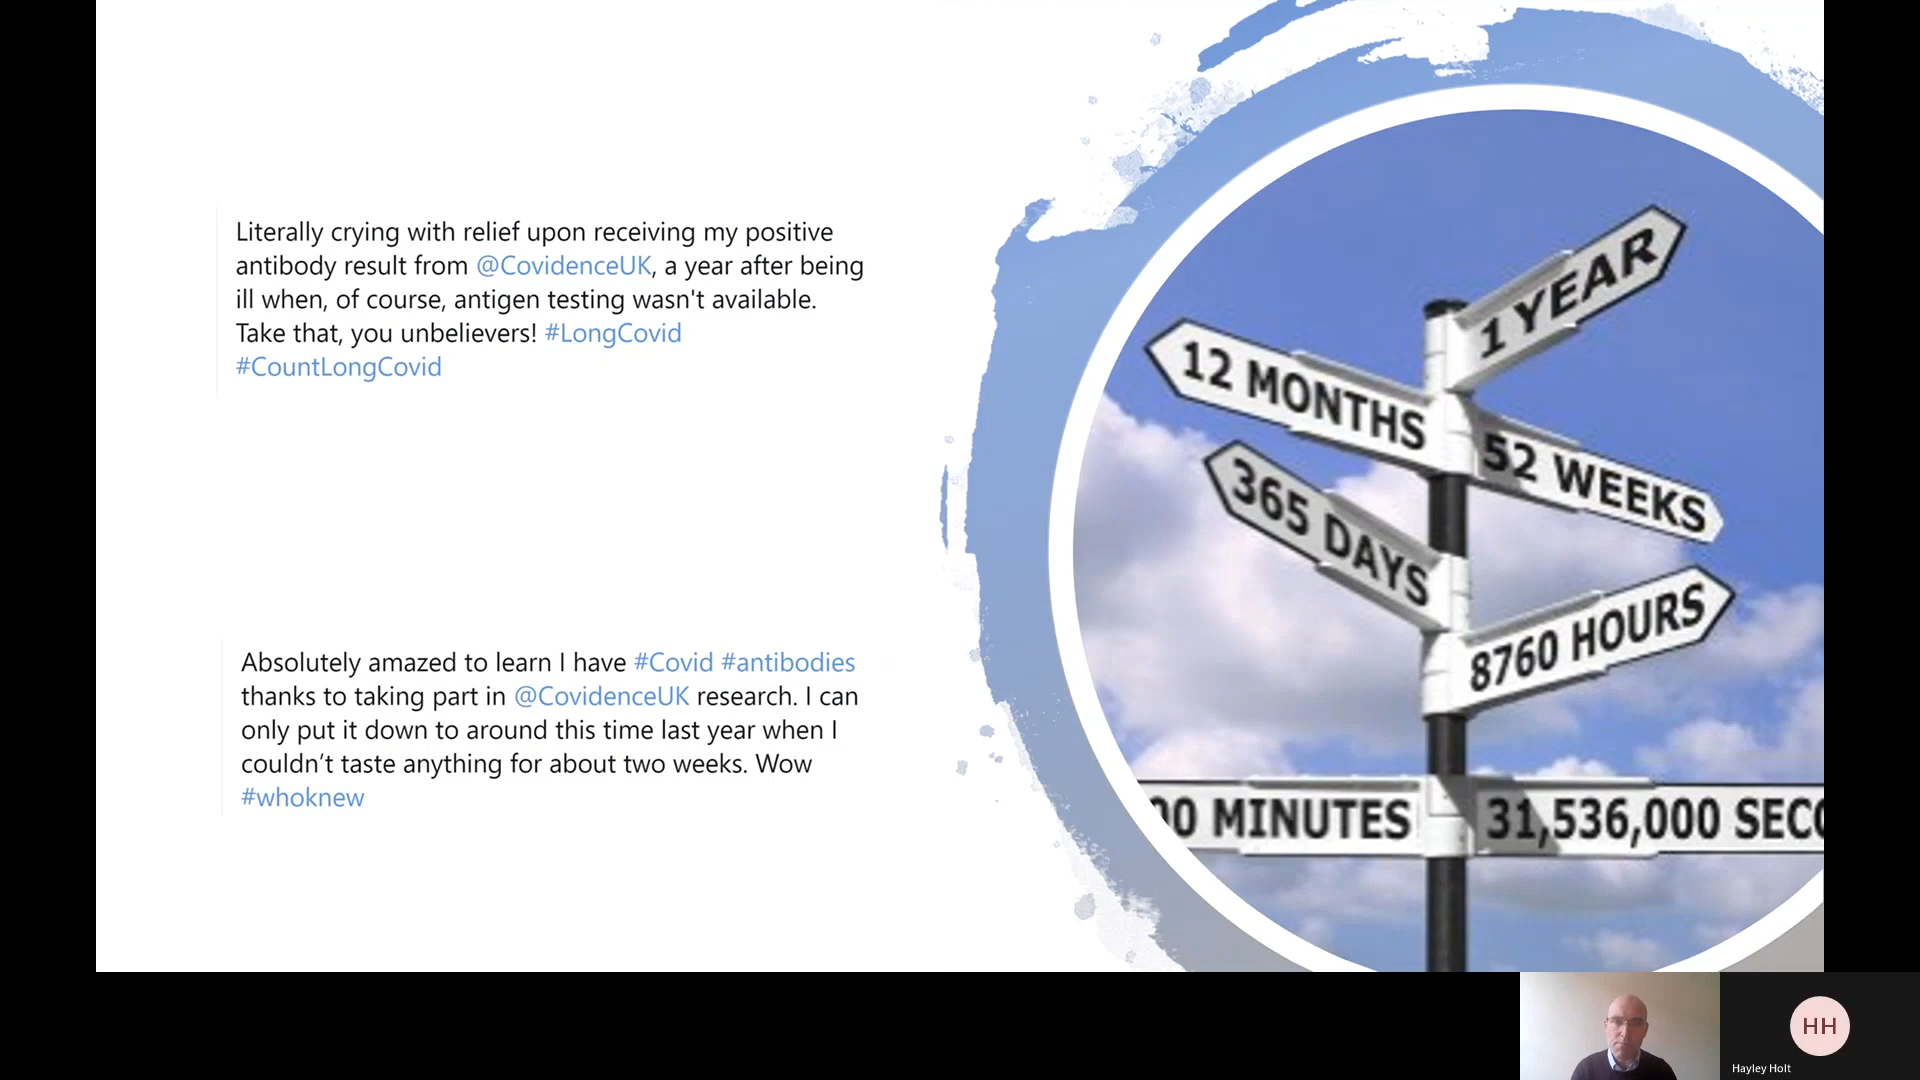 Literally crying with relief upon receiving my positive
antibody result from @CovidenceUK, a year after being
ill when, of course, antigen testing wasn't available.
Take that, you unbelievers! #LongCovid
#CountLongCovid
Absolutely amazed to learn I have #Covid #antibodies
thanks to taking part in @CovidenceUK research. I can
only put it down to around this time last year when I
couldn’t taste anything for about two weeks. Wow
#whoknew
1 YEAR
12 MONTHS
52 WEEKS
365 DAYS
8760 HOURS
00 MINUTES
31,536,000 SECO
HH
Hayley Holt